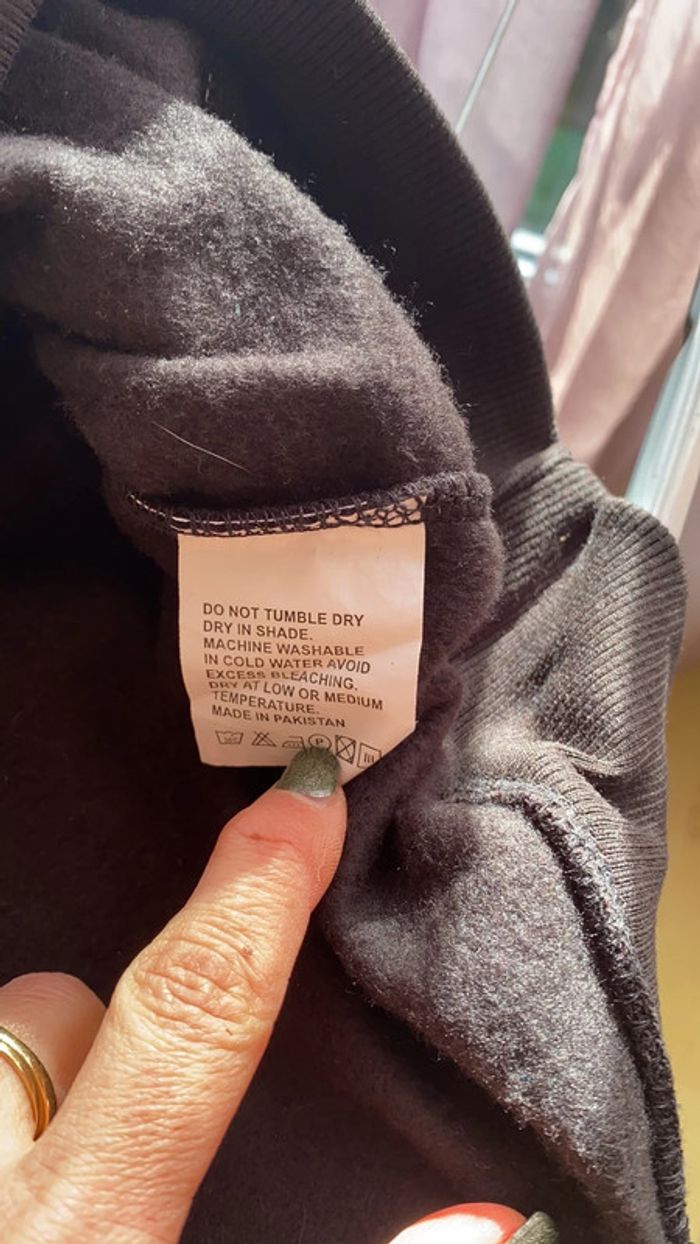 DO NOT TUMBLE DRY
DRY IN SHADE.
MACHINE WASHABLE
IN COLD WATER AVOID
EXCESS BLEACHING.
DRY AT LOW OR MEDIUM
TEMPERATURE.
MADE IN PAKISTAN
P